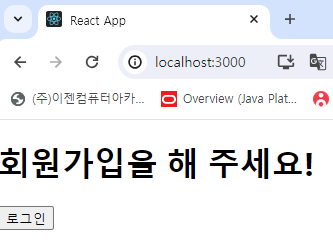 React App
localhost:3000
(주)이젠컴퓨터아카...
Overview (Java Plat...
회원가입을 해 주세요!
로그인